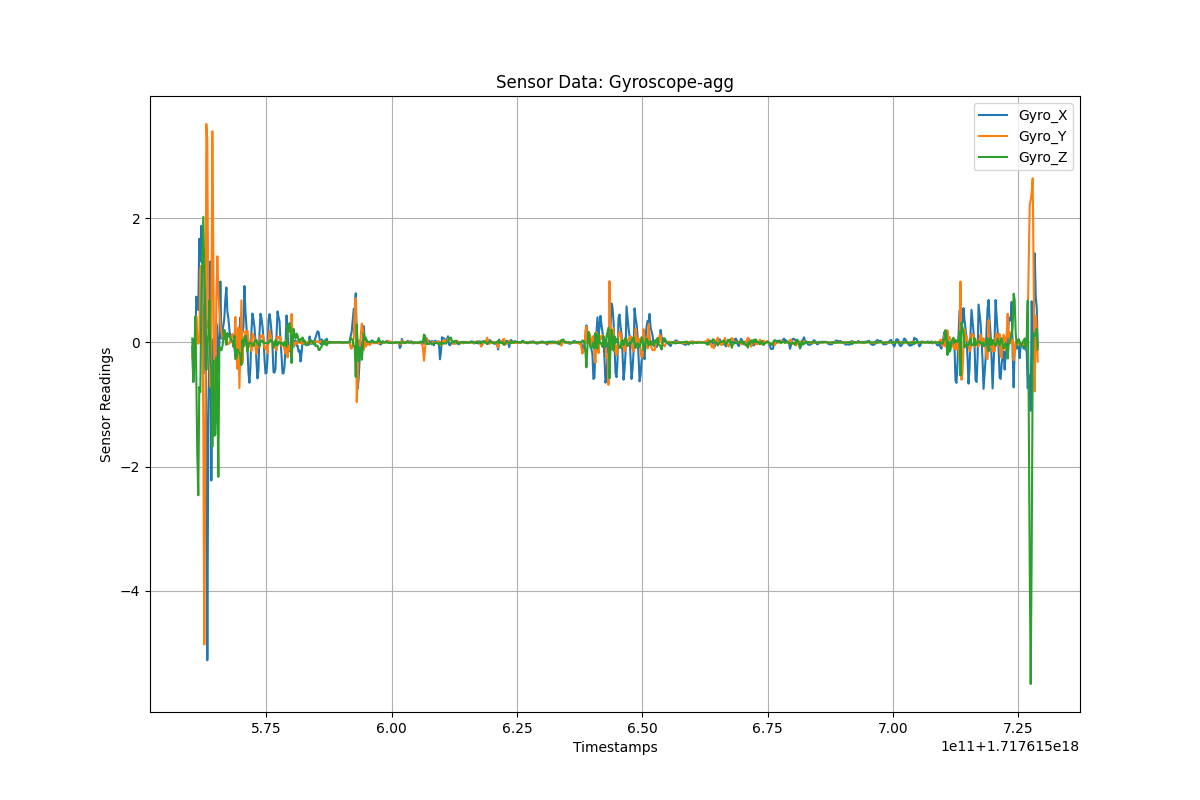 Sensor Data: Gyroscope-agg
Gyro_X
Gyro_Y
Gyro_Z
2
0
−2
−4
Sensor Readings
5.75 6.00 6.25 6.50 6.75 7.00 7.25
Timestamps
1e11+1.717615e18